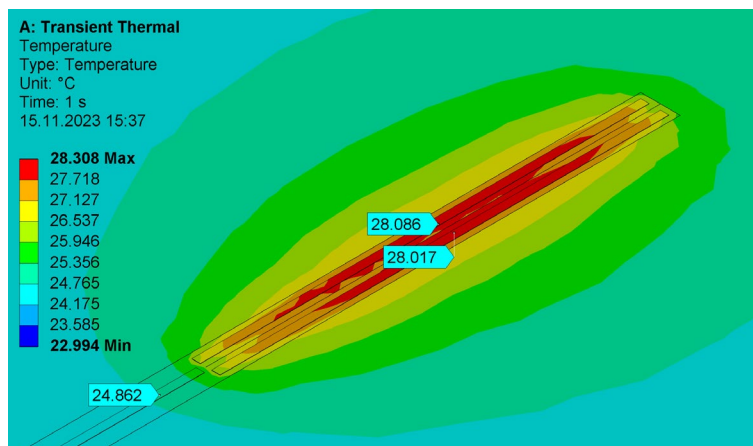 A: Transient Thermal
Temperature
Type: Temperature
Unit: °C
Time: 1 s
15.11.2023 15:37
28.308 Max
27.718
27.127
26.537
25.946
25.356
24.765
24.175
23.585
22.994 Min
28.086
28.017
24.862